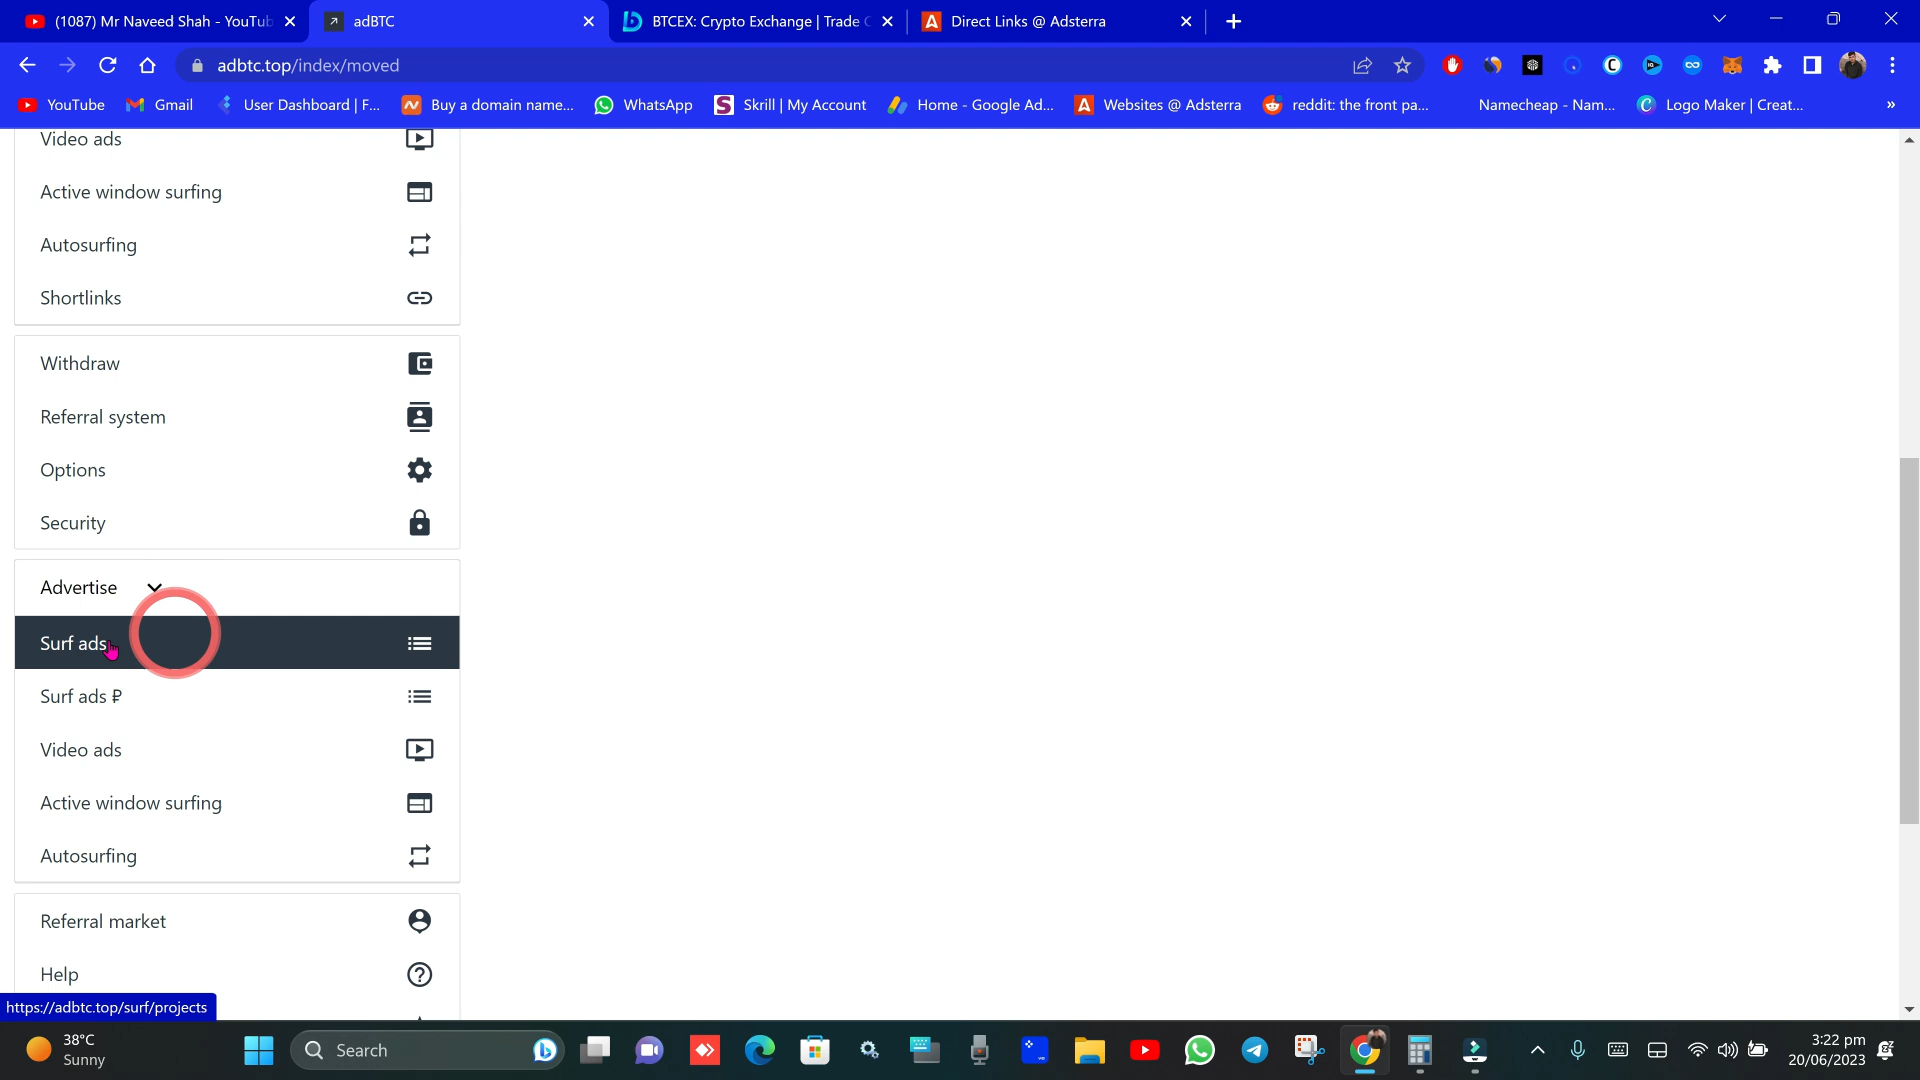 (1087) Mr Naveed Shah - YouTub
adBTC
BTCEX: Crypto Exchange | Trade C
Direct Links @ Adsterra
adbtc.top/index/moved
YouTube
Gmail
User Dashboard | F...
Buy a domain name...
WhatsApp
Skrill | My Account
Home - Google Ad...
Websites @ Adsterra
reddit: the front pa...
Namecheap - Nam...
Logo Maker | Creat...
Video ads
Active window surfing
Autosurfing
Shortlinks
Withdraw
Referral system
Options
Security
Advertise
Surf ads
Surf ads ₽
Video ads
Active window surfing
Autosurfing
Referral market
Help
https://adbtc.top/surf/projects
38°C
Sunny
Search
3:22 pm
20/06/2023